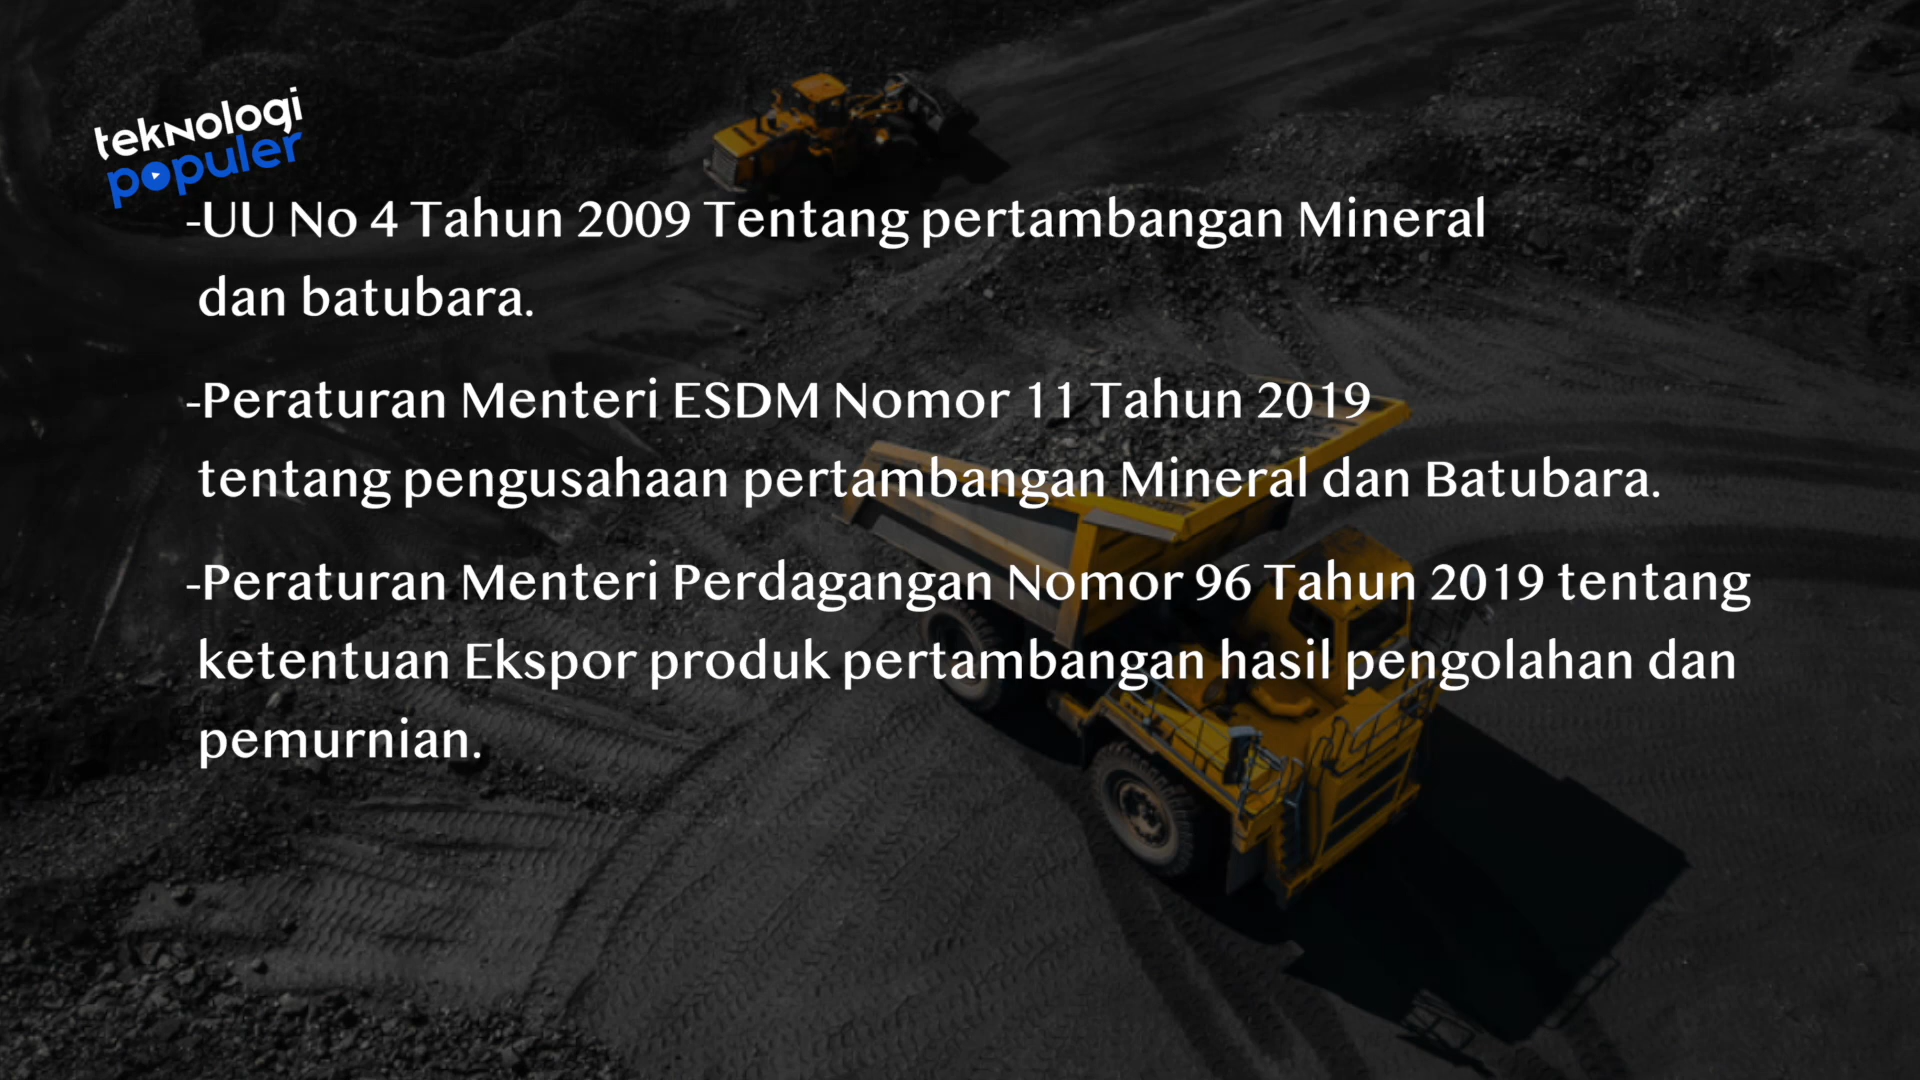 tekNologi
populer
-UU No 4 Tahun 2009 Tentang pertambangan Mineral
dan batubara.
-Peraturan Menteri ESDM Nomor 11 Tahun 2019
tentang pengusahaan pertambangan Mineral dan Batubara.
-Peraturan Menteri Perdagangan Nomor 96 Tahun 2019 tentang
ketentuan Ekspor produk pertambangan hasil pengolahan dan
pemurnian.